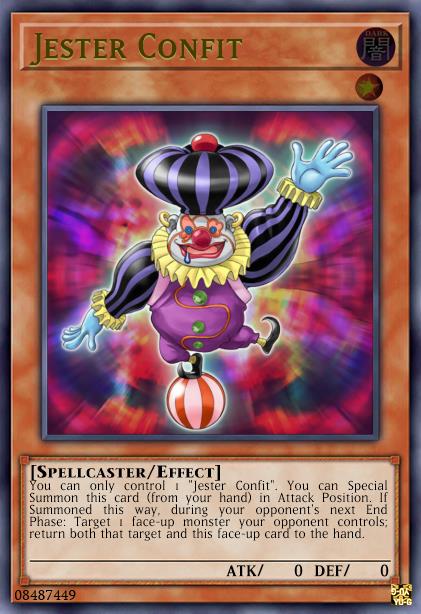 Jester Confit
DARK
闇
[Spellcaster/Effect]
You can only control 1 "Jester Confit". You can Special
Summon this card (from your hand) in Attack Position. If
Summoned this way, during your opponent's next End
Phase: Target 1 face-up monster your opponent controls;
return both that target and this face-up card to the hand.
ATK/ 0 DEF/ 0
08487449